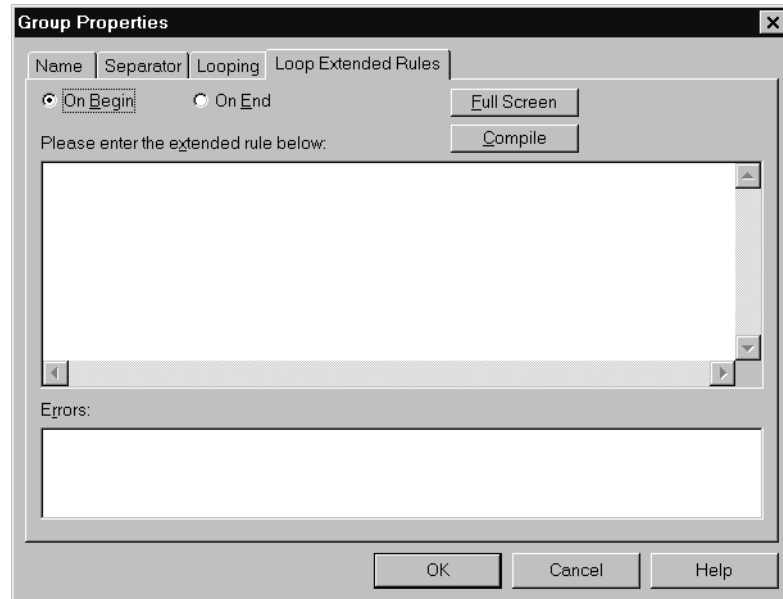 Group Properties
Name Separator Looping Loop Extended Rules
On Begin On End Full Screen
Please enter the extended rule below: Compile
Errors:
OK Cancel Help